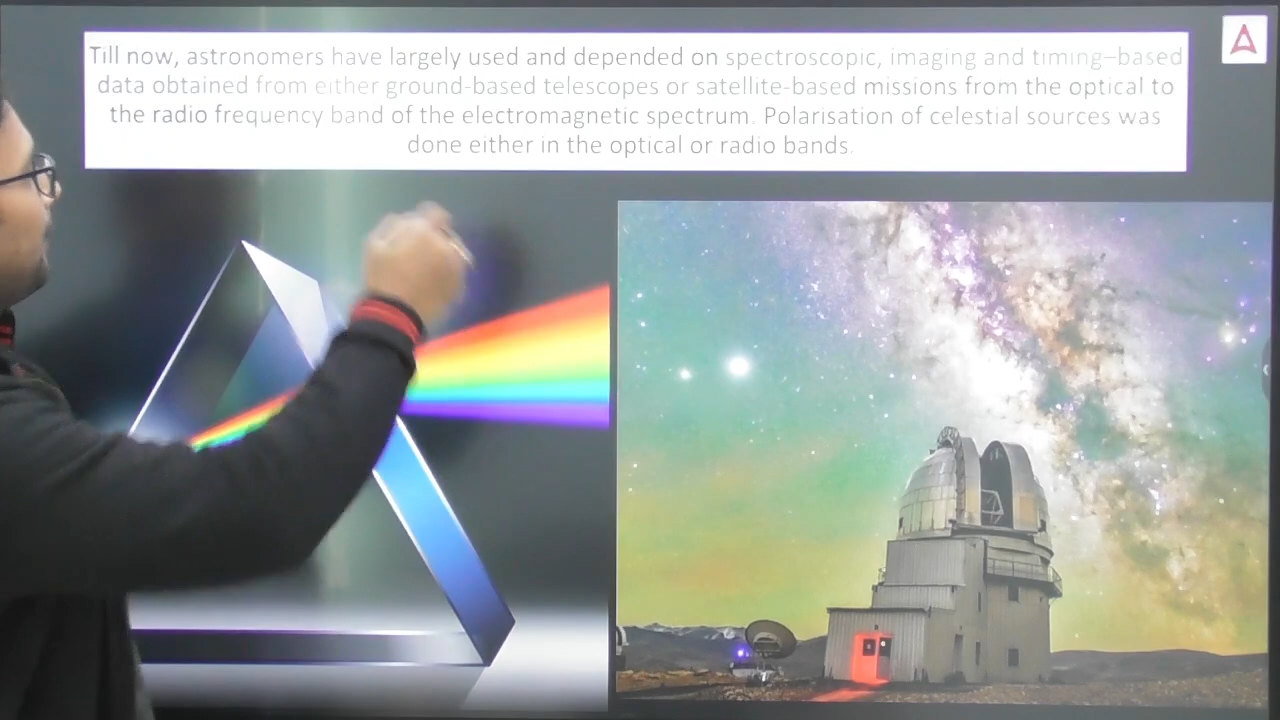 Till now, astronomers have largely used and depended on spectroscopic, imaging and timing–based
data obtained from either ground-based telescopes or satellite-based missions from the optical to
the radio frequency band of the electromagnetic spectrum. Polarisation of celestial sources was
done either in the optical or radio bands.